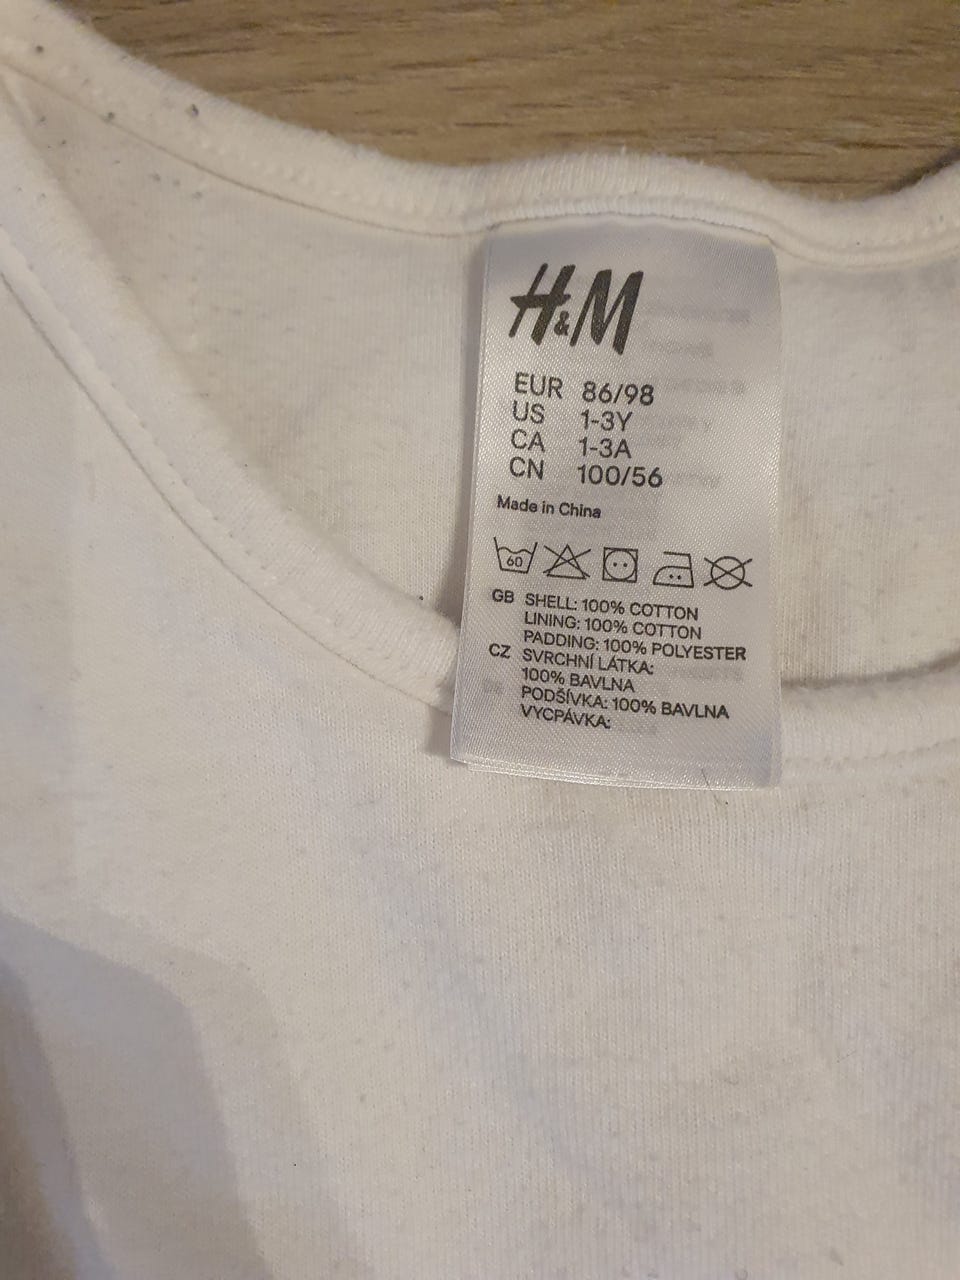 H&M
EUR 86/98
US 1-3Y
CA 1-3A
CN 100/56
Made in China
60
GB SHELL: 100% COTTON
LINING: 100% COTTON
PADDING: 100% POLYESTER
CZ SVRCHNÍ LÁTKA:
100% BAVLNA
PODŠÍVKA: 100% BAVLNA
VYCPÁVKA: